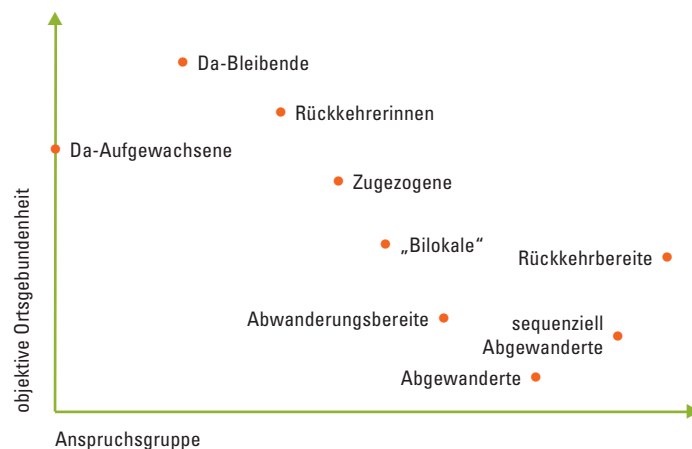 Da-Bleibende
Rückkehrerinnen
Da-Aufgewachsene
Zugezogene
„Bilokale“
Rückkehrbereite
Abwanderungsbereite
sequenziell
Abgewanderte
Abgewanderte
objektive Ortsgebundenheit
Anspruchsgruppe